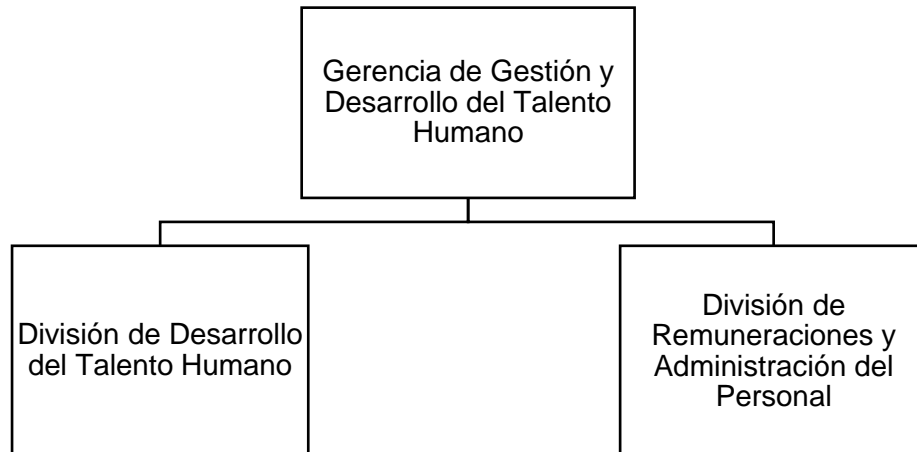 Gerencia de Gestión y
Desarrollo del Talento
Humano
División de Desarrollo
del Talento Humano
División de
Remuneraciones y
Administración del
Personal